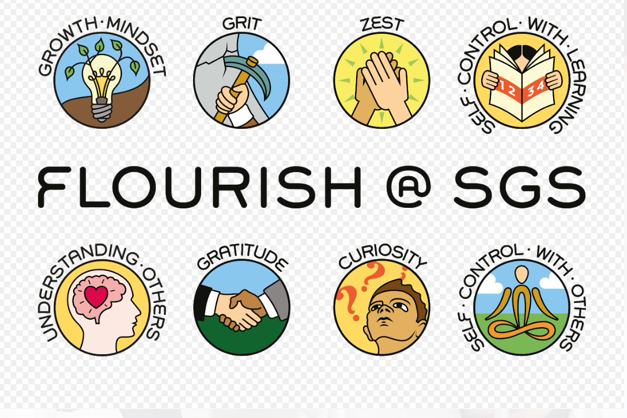 GROWTH · MINDSET
GRIT
ZEST
SELF · CONTROL · WITH · LEARNING
1 2 3 4
FLOURISH @ SGS
UNDERSTANDING · OTHERS
GRATITUDE
CURIOSITY
? ? ?
SELF · CONTROL · WITH · OTHERS